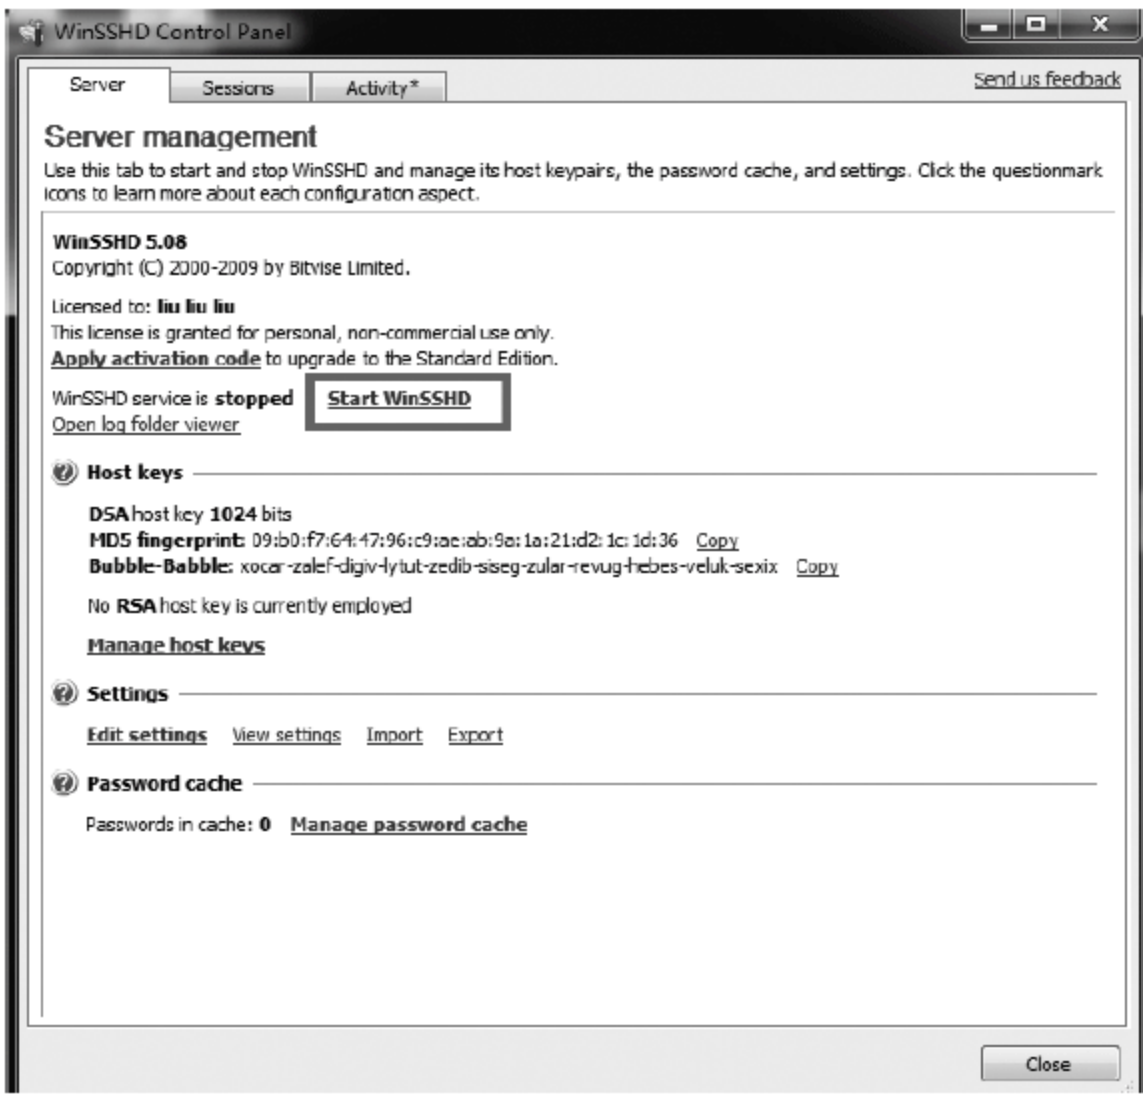 WinSSHD Control Panel
Server Sessions Activity* Send us feedback
Server management
Use this tab to start and stop WinSSHD and manage its host keypairs, the password cache, and settings. Click the questionmark
icons to learn more about each configuration aspect.
WinSSHD 5.08
Copyright (C) 2000-2009 by Bitvise Limited.
Licensed to: liu liu liu
This license is granted for personal, non-commercial use only.
Apply activation code to upgrade to the Standard Edition.
WinSSHD service is stopped Start WinSSHD
Open log folder viewer
Host keys
DSA host key 1024 bits
MD5 fingerprint: 09:b0:f7:64:47:96:c9:ae:ab:9a:1a:21:d2:1c:1d:36 Copy
Bubble-Babble: xocar-zalef-digiv-lytut-zedib-siseg-zular-revug-hebes-veluk-sexix Copy
No RSA host key is currently employed
Manage host keys
Settings
Edit settings View settings Import Export
Password cache
Passwords in cache: 0 Manage password cache
Close